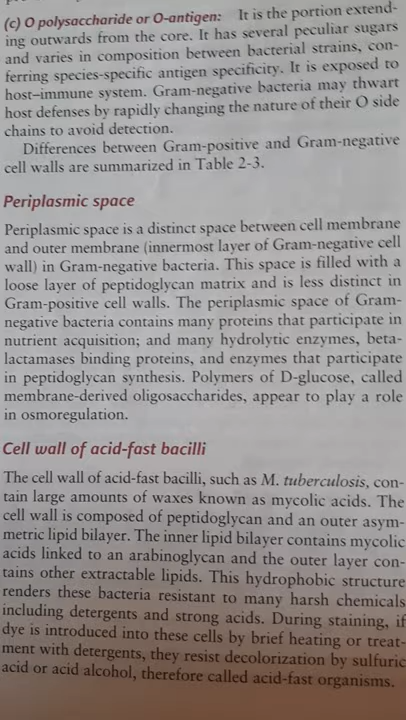 (c) O polysaccharide or O-antigen: It is the portion extend-
ing outwards from the core. It has several peculiar sugars
and varies in composition between bacterial strains, con-
ferring species-specific antigen specificity. It is exposed to
host–immune system. Gram-negative bacteria may thwart
host defenses by rapidly changing the nature of their O side
chains to avoid detection.
Differences between Gram-positive and Gram-negative
cell walls are summarized in Table 2-3.
Periplasmic space
Periplasmic space is a distinct space between cell membrane
and outer membrane (innermost layer of Gram-negative cell
wall) in Gram-negative bacteria. This space is filled with a
loose layer of peptidoglycan matrix and is less distinct in
Gram-positive cell walls. The periplasmic space of Gram-
negative bacteria contains many proteins that participate in
nutrient acquisition; and many hydrolytic enzymes, beta-
lactamases binding proteins, and enzymes that participate
in peptidoglycan synthesis. Polymers of D-glucose, called
membrane-derived oligosaccharides, appear to play a role
in osmoregulation.
Cell wall of acid-fast bacilli
The cell wall of acid-fast bacilli, such as M. tuberculosis, con-
tain large amounts of waxes known as mycolic acids. The
cell wall is composed of peptidoglycan and an outer asym-
metric lipid bilayer. The inner lipid bilayer contains mycolic
acids linked to an arabinoglycan and the outer layer con-
tains other extractable lipids. This hydrophobic structure
renders these bacteria resistant to many harsh chemicals
including detergents and strong acids. During staining, if
dye is introduced into these cells by brief heating or treat-
ment with detergents, they resist decolorization by sulfuric
acid or acid alcohol, therefore called acid-fast organisms.